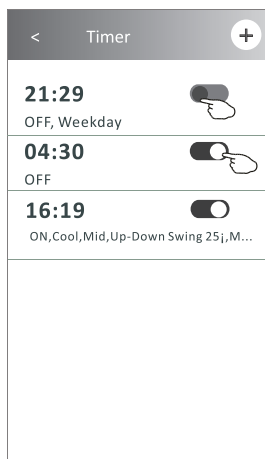 < Timer +
21:29
OFF, Weekday
04:30
OFF
16:19
ON,Cool,Mid,Up-Down Swing 25¡,M...